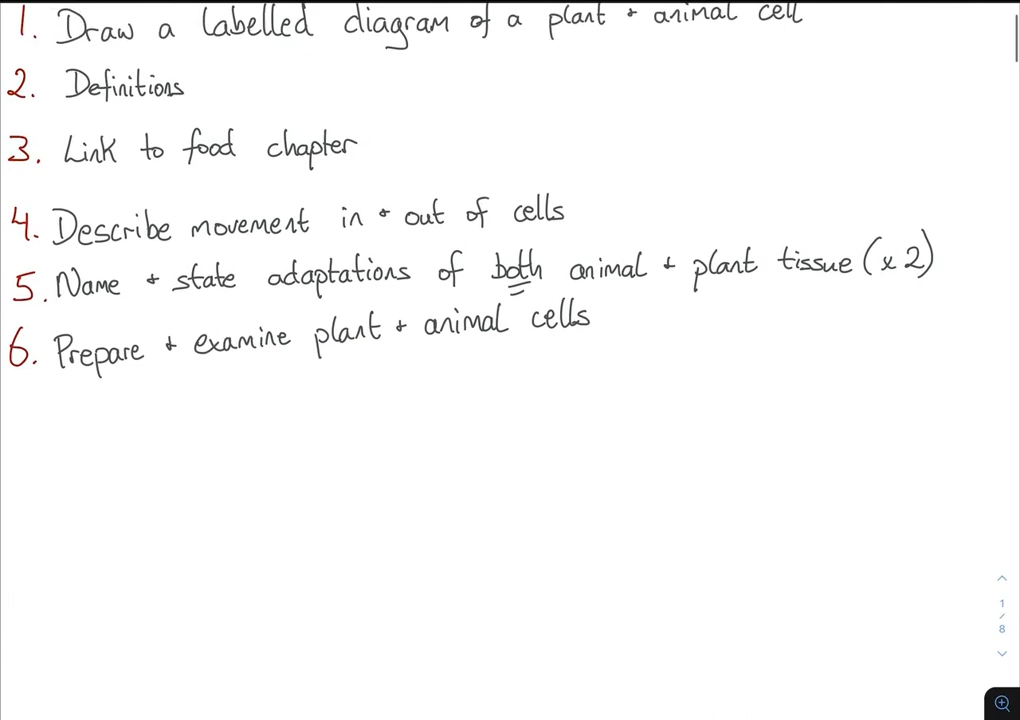 1. Draw a labelled diagram of a plant + animal cell
2. Definitions
3. Link to food chapter
4. Describe movement in + out of cells
5. Name + state adaptations of both animal + plant tissue (x 2)
6. Prepare + examine plant + animal cells
1
/
8